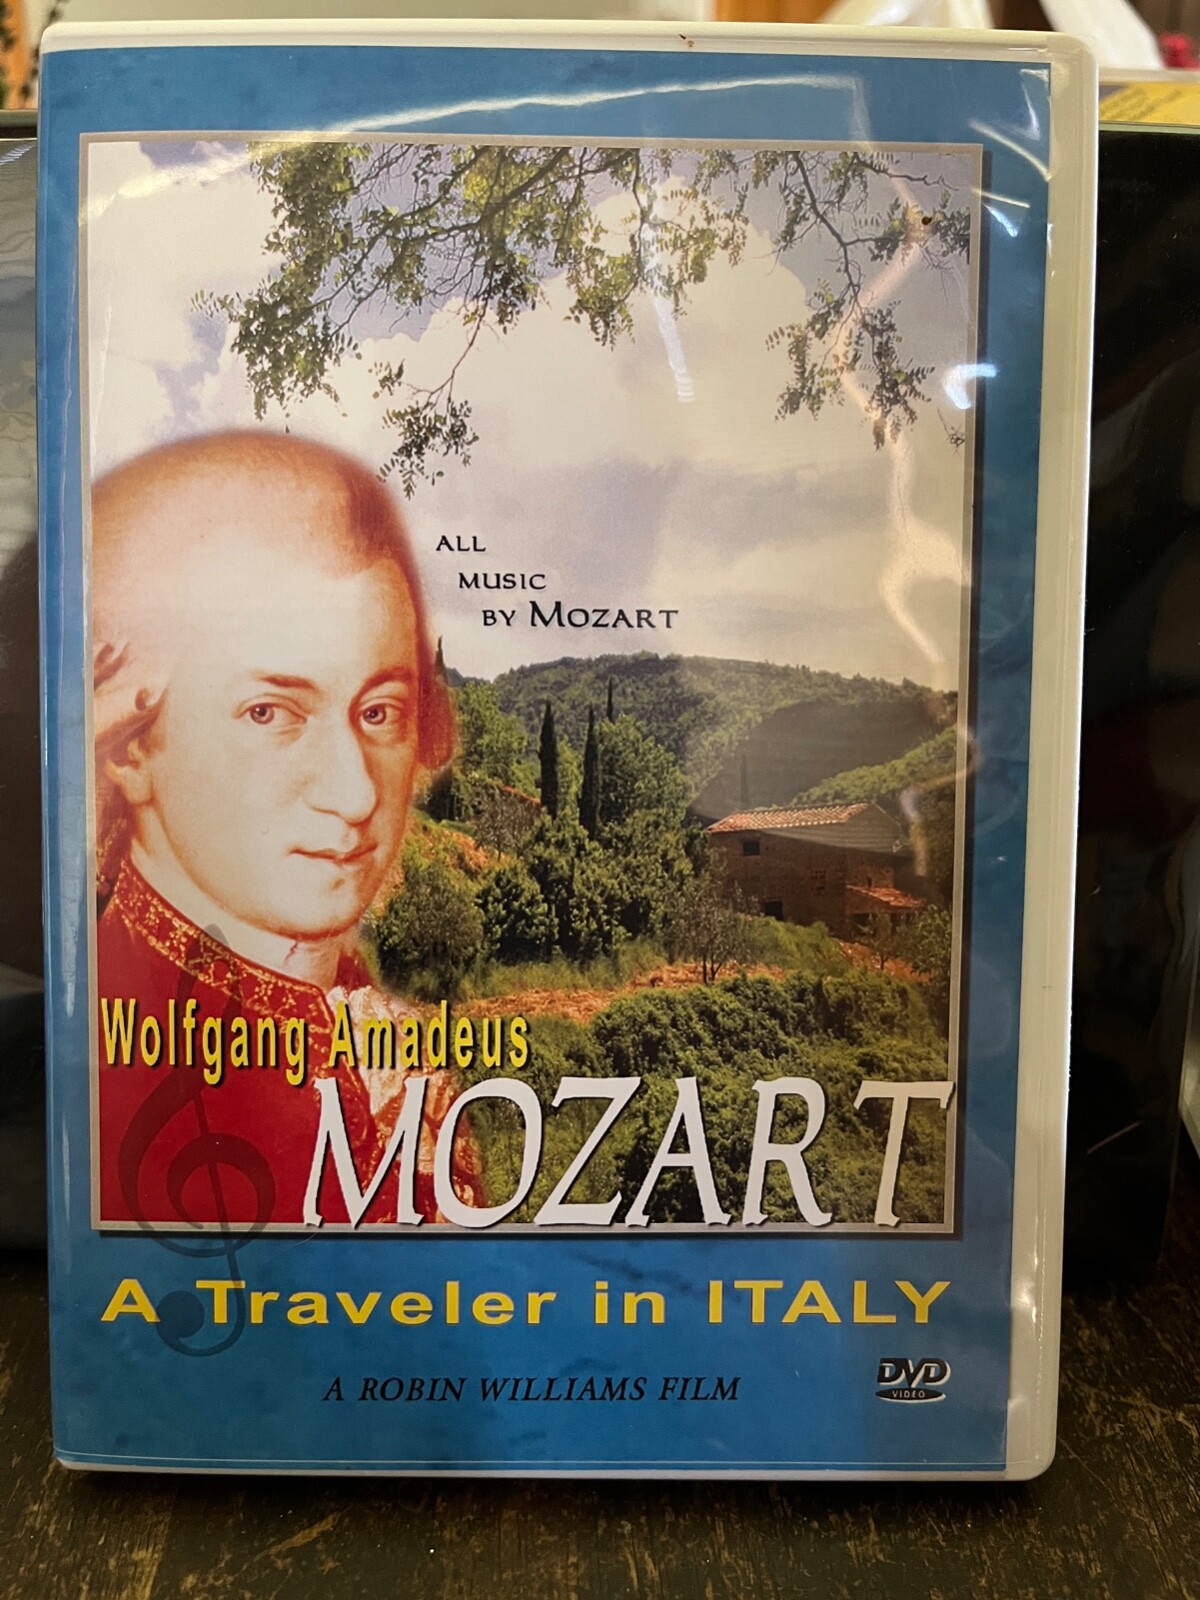 ALL
MUSIC
BY MOZART
Wolfgang Amadeus
MOZART
A Traveler in ITALY
A ROBIN WILLIAMS FILM
DVD
VIDEO